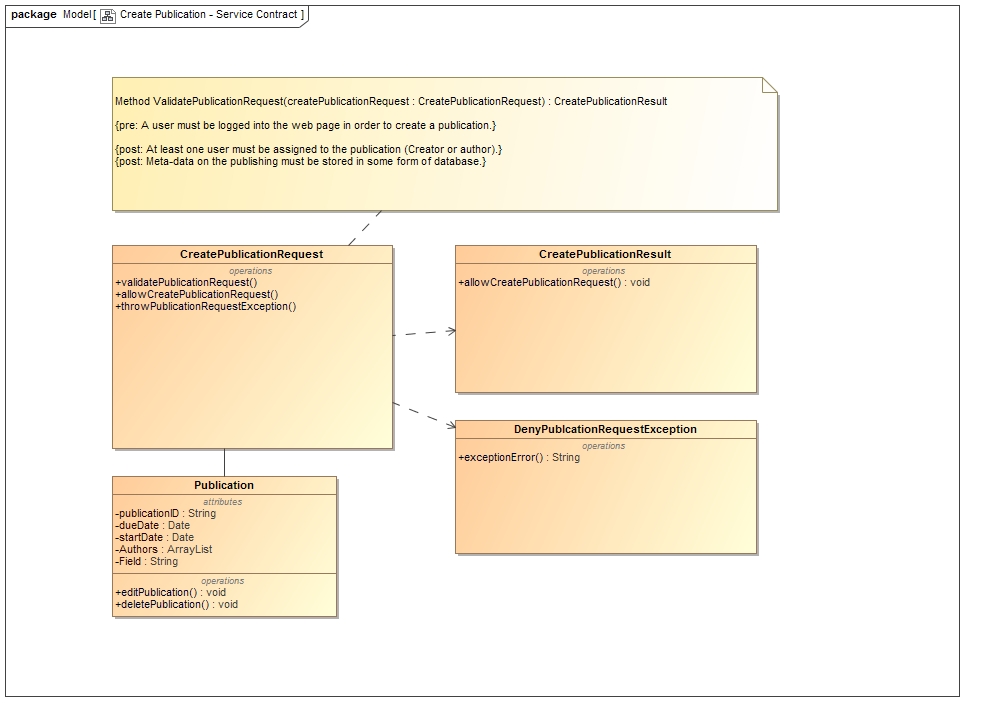 package Model[ Create Publication - Service Contract ]
Method ValidatePublicationRequest(createPublicationRequest : CreatePublicationRequest) : CreatePublicationResult
{pre: A user must be logged into the web page in order to create a publication.}
{post: At least one user must be assigned to the publication (Creator or author).}
{post: Meta-data on the publishing must be stored in some form of database.}
CreatePublicationRequest
operations
+validatePublicationRequest()
+allowCreatePublicationRequest()
+throwPublicationRequestException()
CreatePublicationResult
operations
+allowCreatePublicationRequest() : void
DenyPublcationRequestException
operations
+exceptionError() : String
Publication
attributes
-publicationID : String
-dueDate : Date
-startDate : Date
-Authors : ArrayList
-Field : String
operations
+editPublication() : void
+deletePublication() : void